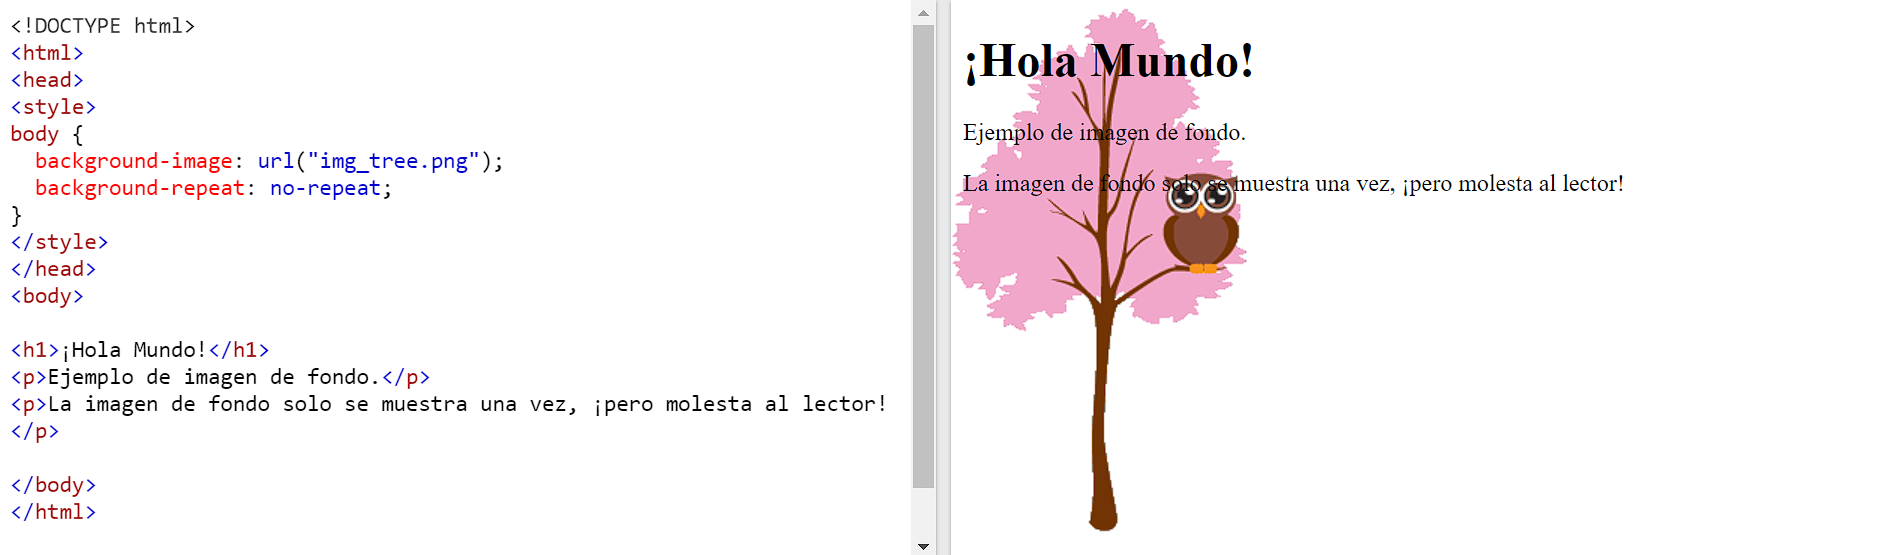 <!DOCTYPE html>
<html>
<head>
<style>
body {
  background-image: url("img_tree.png");
  background-repeat: no-repeat;
}
</style>
</head>
<body>

<h1>¡Hola Mundo!</h1>
<p>Ejemplo de imagen de fondo.</p>
<p>La imagen de fondo solo se muestra una vez, ¡pero molesta al lector!
</p>

</body>
</html>
¡Hola Mundo!
Ejemplo de imagen de fondo.
La imagen de fondo solo se muestra una vez, ¡pero molesta al lector!